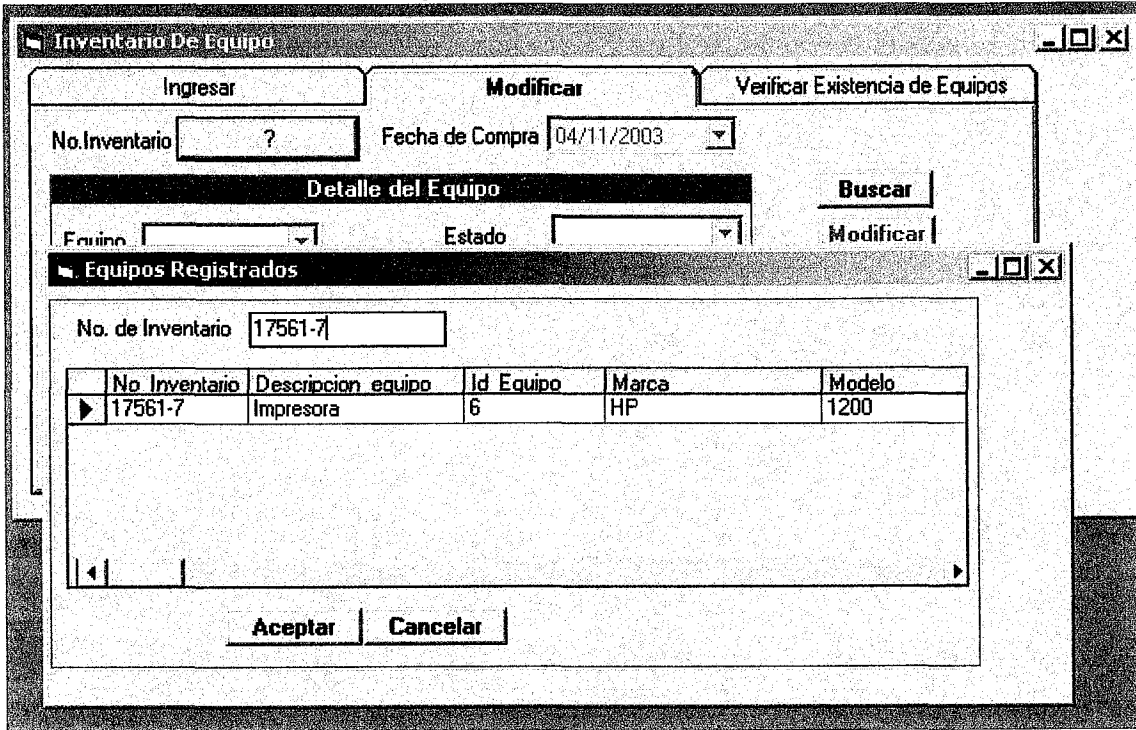 Inventario De Equipo
Ingresar Modificar Verificar Existencia de Equipos
No.Inventario ? Fecha de Compra 04/11/2003
Detalle del Equipo Buscar
Equipo Estado Modificar
Equipos Registrados
No. de Inventario 17561-7
No Inventario Descripcion equipo Id Equipo Marca Modelo
17561-7 Impresora 6 HP 1200
Aceptar Cancelar